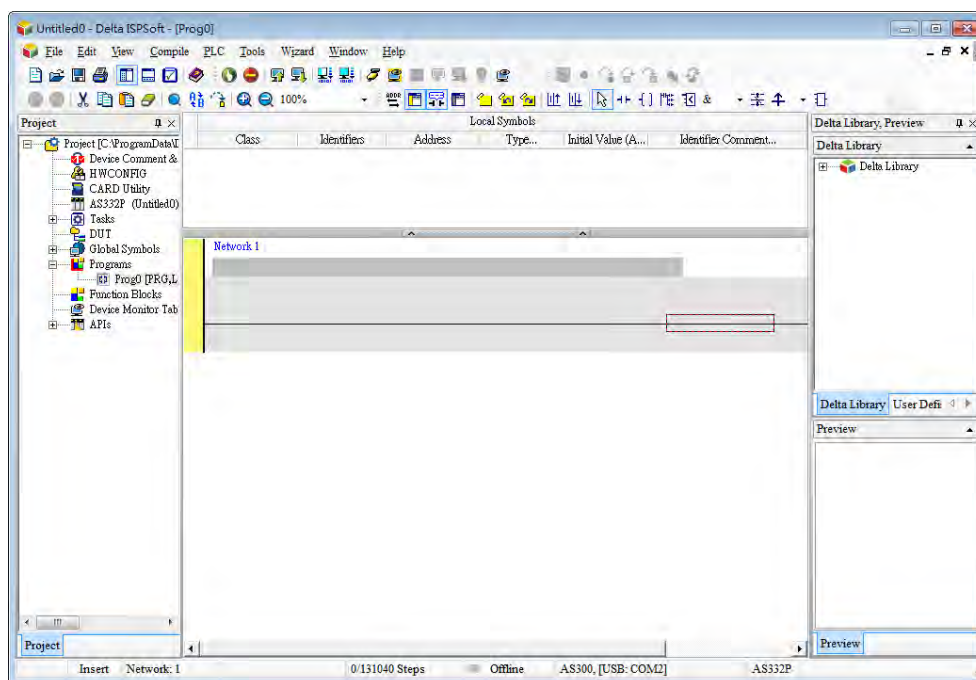 Untitled0 - Delta ISPSoft - [Prog0]
File Edit View Compile PLC Tools Wizard Window Help
100%
Project
Project [C:\ProgramData\I
Device Comment &
HWCONFIG
CARD Utility
AS332P (Untitled0)
Tasks
DUT
Global Symbols
Programs
Prog0 [PRG,L
Function Blocks
Device Monitor Tab
APIs
Project
Local Symbols
Class Identifiers Address Type... Initial Value (A... Identifier Comment...
Network 1
Delta Library, Preview
Delta Library
Delta Library
Delta Library User Defi
Preview
Preview
Insert Network: 1 0/131040 Steps Offline AS300, [USB: COM2] AS332P